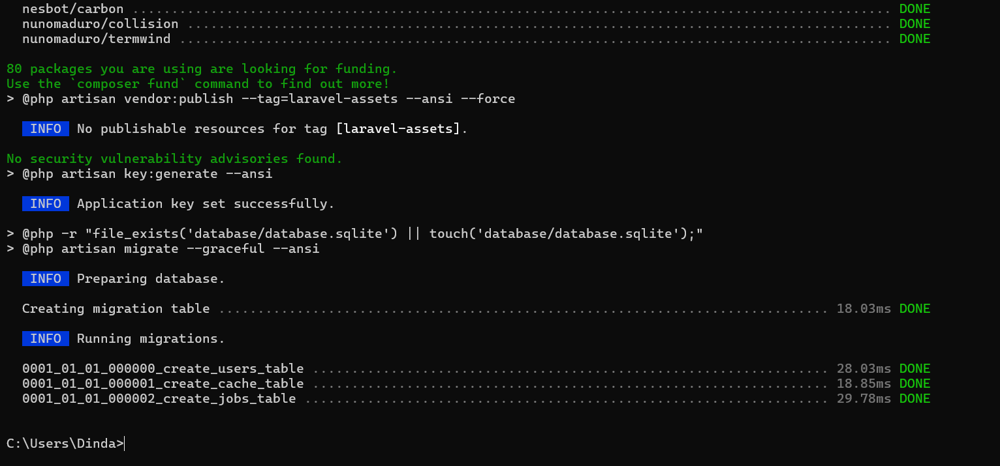 nesbot/carbon ................................................................................................. DONE
nunomaduro/collision .......................................................................................... DONE
nunomaduro/termwind ........................................................................................... DONE
80 packages you are using are looking for funding.
Use the `composer fund` command to find out more!
> @php artisan vendor:publish --tag=laravel-assets --ansi --force
INFO No publishable resources for tag [laravel-assets].
No security vulnerability advisories found.
> @php artisan key:generate --ansi
INFO Application key set successfully.
> @php -r "file_exists('database/database.sqlite') || touch('database/database.sqlite');"
> @php artisan migrate --graceful --ansi
INFO Preparing database.
Creating migration table .............................................................................. 18.03ms DONE
INFO Running migrations.
0001_01_01_000000_create_users_table .................................................................. 28.03ms DONE
0001_01_01_000001_create_cache_table .................................................................. 18.85ms DONE
0001_01_01_000002_create_jobs_table ................................................................... 29.78ms DONE
C:\Users\Dinda>